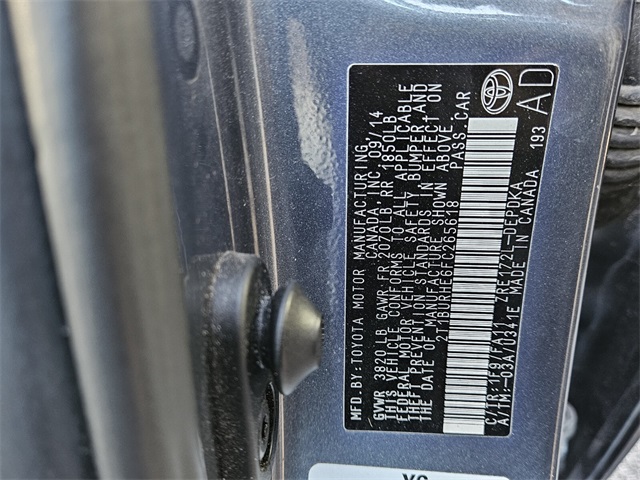 MFD.BY: TOYOTA MOTOR MANUFACTURING
CANADA, INC. 09/14
GVWR 3820 LB GAWR FR 2070LB RR 1850LB
THIS VEHICLE CONFORMS TO ALL APPLICABLE
FEDERAL MOTOR VEHICLE SAFETY, BUMPER, AND
THEFT PREVENTION STANDARDS IN EFFECT ON
THE DATE OF MANUFACTURE SHOWN ABOVE.
2T1BURHE6FC265618 PASS.CAR
C/TR: 1F9/FA11 ZRE172L-DEPDKA
A/TM: -03A/0341E MADE IN CANADA 193
AD